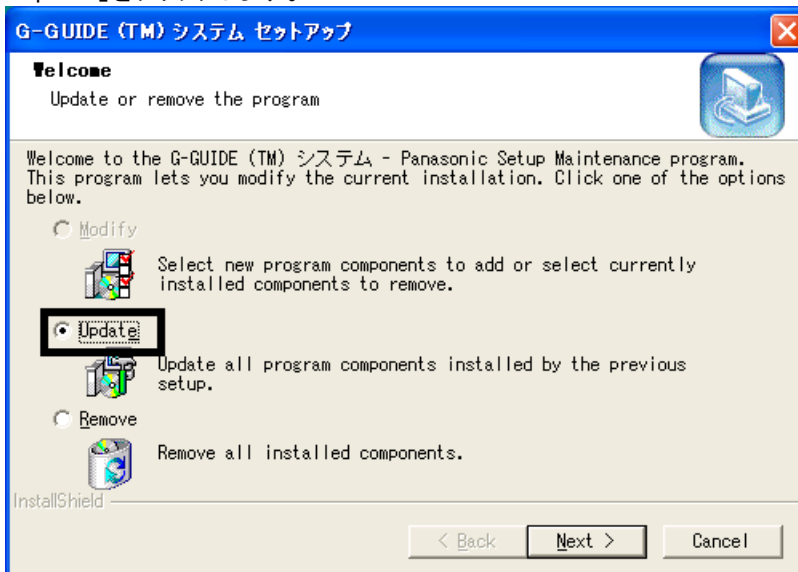 G-GUIDE (TM) システム セットアップ
Welcome
Update or remove the program
Welcome to the G-GUIDE (TM) システム - Panasonic Setup Maintenance program.
This program lets you modify the current installation. Click one of the options
below.
Modify
Select new program components to add or select currently
installed components to remove.
Update
Update all program components installed by the previous
setup.
Remove
Remove all installed components.
InstallShield
< Back
Next >
Cancel